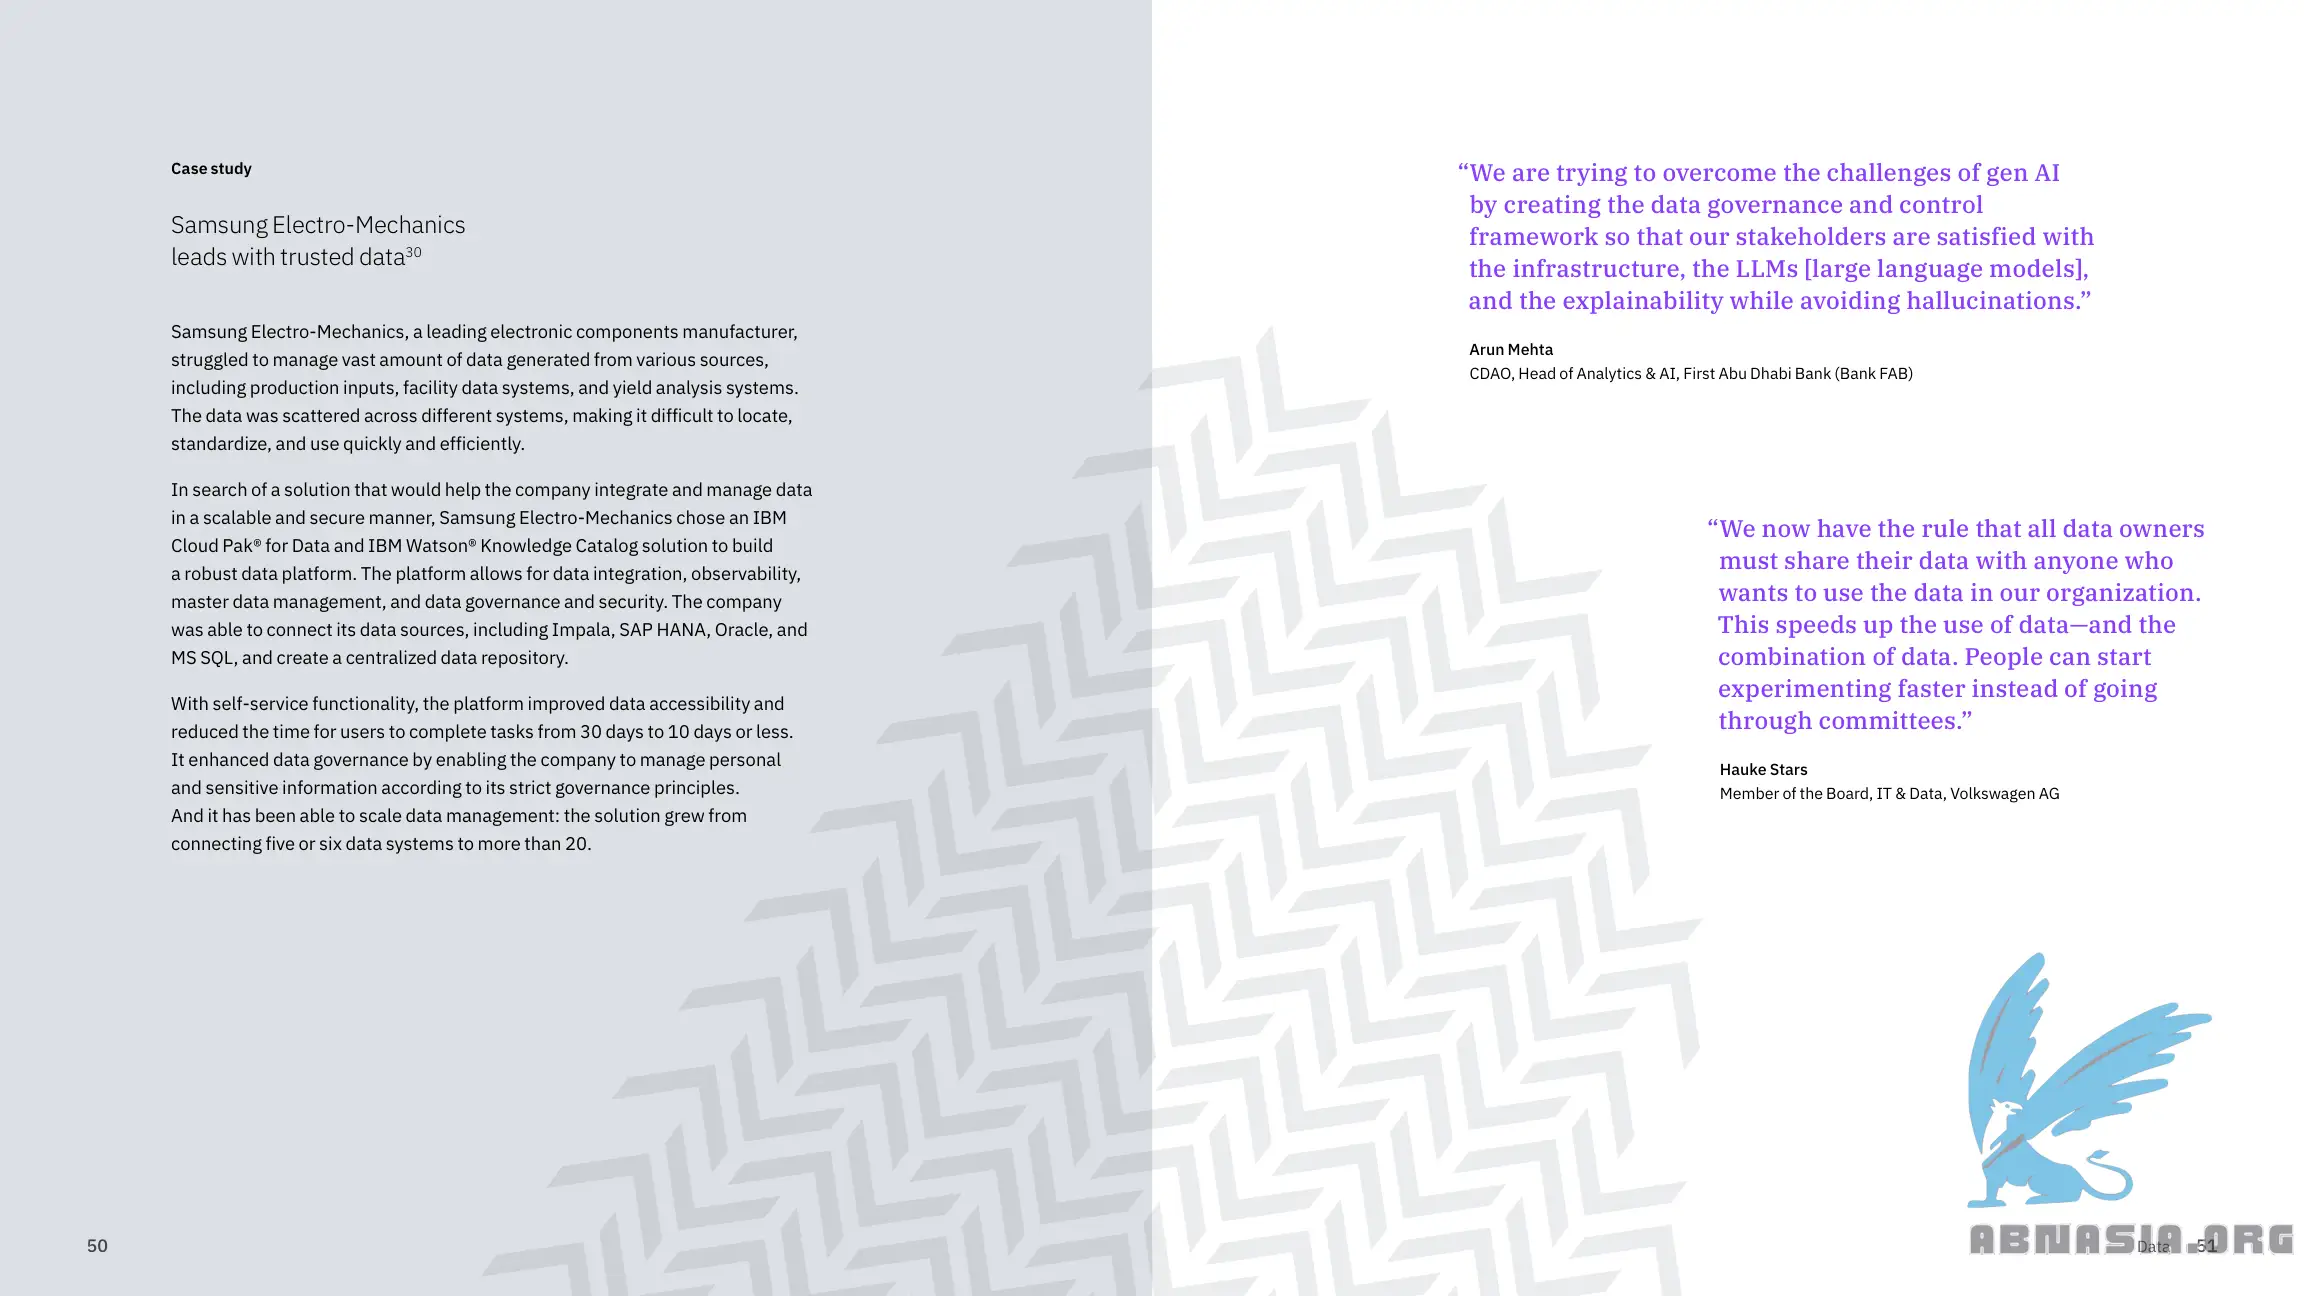 Case study
Samsung Electro-Mechanics
leads with trusted data30
Samsung Electro-Mechanics, a leading electronic components manufacturer,
struggled to manage vast amount of data generated from various sources,
including production inputs, facility data systems, and yield analysis systems.
The data was scattered across different systems, making it difficult to locate,
standardize, and use quickly and efficiently.
In search of a solution that would help the company integrate and manage data
in a scalable and secure manner, Samsung Electro-Mechanics chose an IBM
Cloud Pak® for Data and IBM Watson® Knowledge Catalog solution to build
a robust data platform. The platform allows for data integration, observability,
master data management, and data governance and security. The company
was able to connect its data sources, including Impala, SAP HANA, Oracle, and
MS SQL, and create a centralized data repository.
With self-service functionality, the platform improved data accessibility and
reduced the time for users to complete tasks from 30 days to 10 days or less.
It enhanced data governance by enabling the company to manage personal
and sensitive information according to its strict governance principles.
And it has been able to scale data management: the solution grew from
connecting five or six data systems to more than 20.
50
“We are trying to overcome the challenges of gen AI
by creating the data governance and control
framework so that our stakeholders are satisfied with
the infrastructure, the LLMs [large language models],
and the explainability while avoiding hallucinations.”
Arun Mehta
CDAO, Head of Analytics & AI, First Abu Dhabi Bank (Bank FAB)
“We now have the rule that all data owners
must share their data with anyone who
wants to use the data in our organization.
This speeds up the use of data—and the
combination of data. People can start
experimenting faster instead of going
through committees.”
Hauke Stars
Member of the Board, IT & Data, Volkswagen AG
ABNASIA.ORG
Data 51